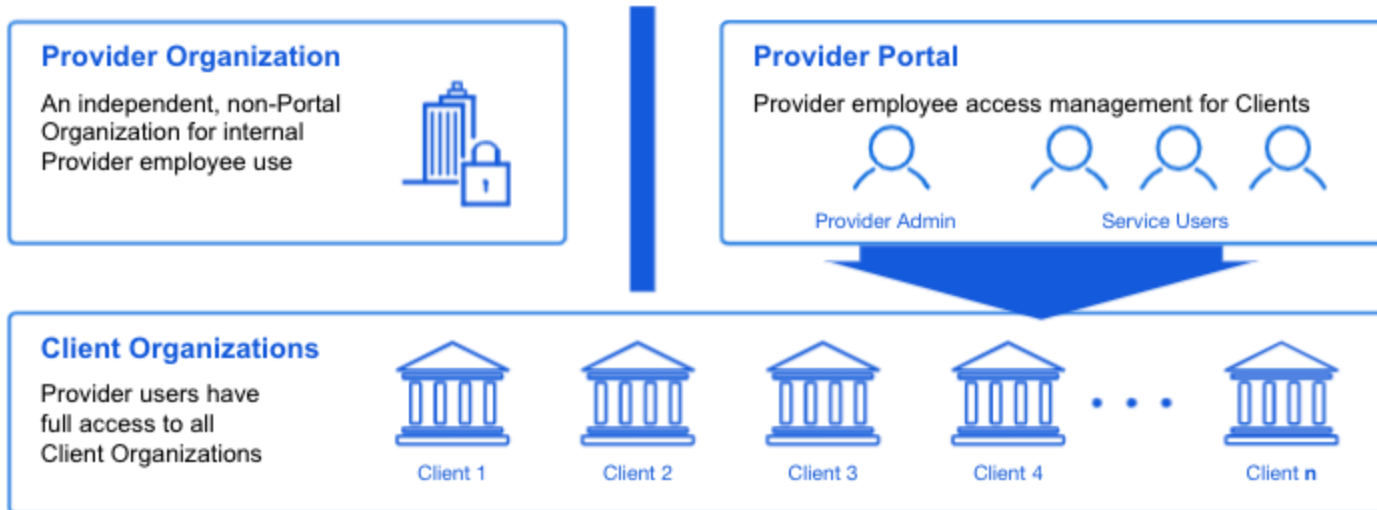 Provider Organization
An independent, non-Portal
Organization for internal
Provider employee use
Provider Portal
Provider employee access management for Clients
Provider Admin
Service Users
Client Organizations
Provider users have
full access to all
Client Organizations
Client 1
Client 2
Client 3
Client 4
• • •
Client n